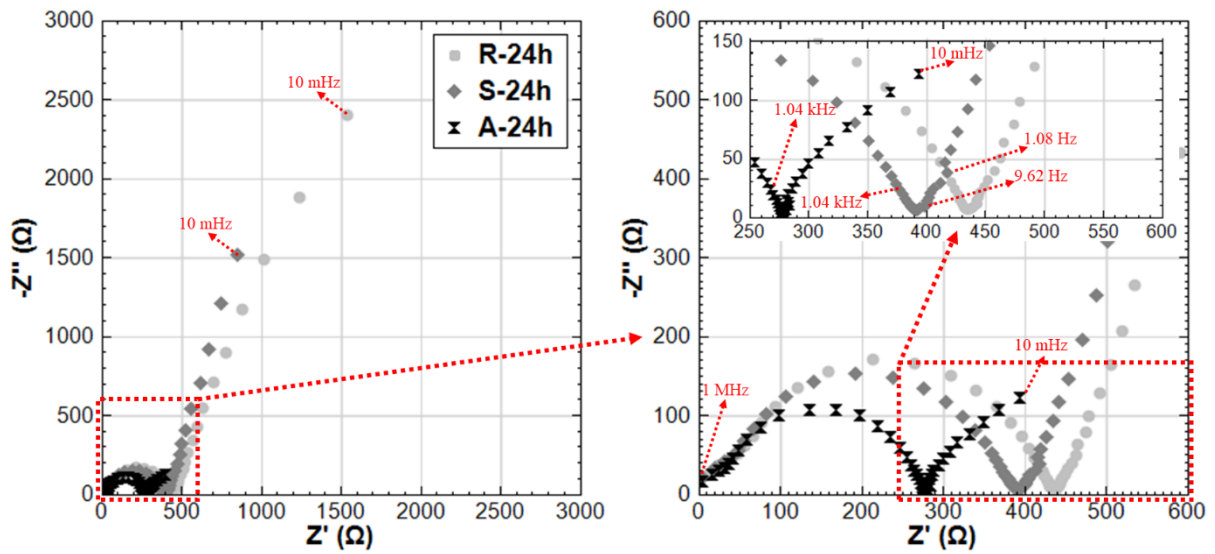 3000
2500
2000
1500
1000
500
0
-Z'' (Ω)
0 500 1000 1500 2000 2500 3000
Z' (Ω)
R-24h
S-24h
A-24h
10 mHz
10 mHz
600
500
400
300
200
100
0
-Z'' (Ω)
0 100 200 300 400 500 600
Z' (Ω)
1 MHz
10 mHz
150
100
50
0
250 300 350 400 450 500 550 600
10 mHz
1.04 kHz
1.08 Hz
9.62 Hz
1.04 kHz